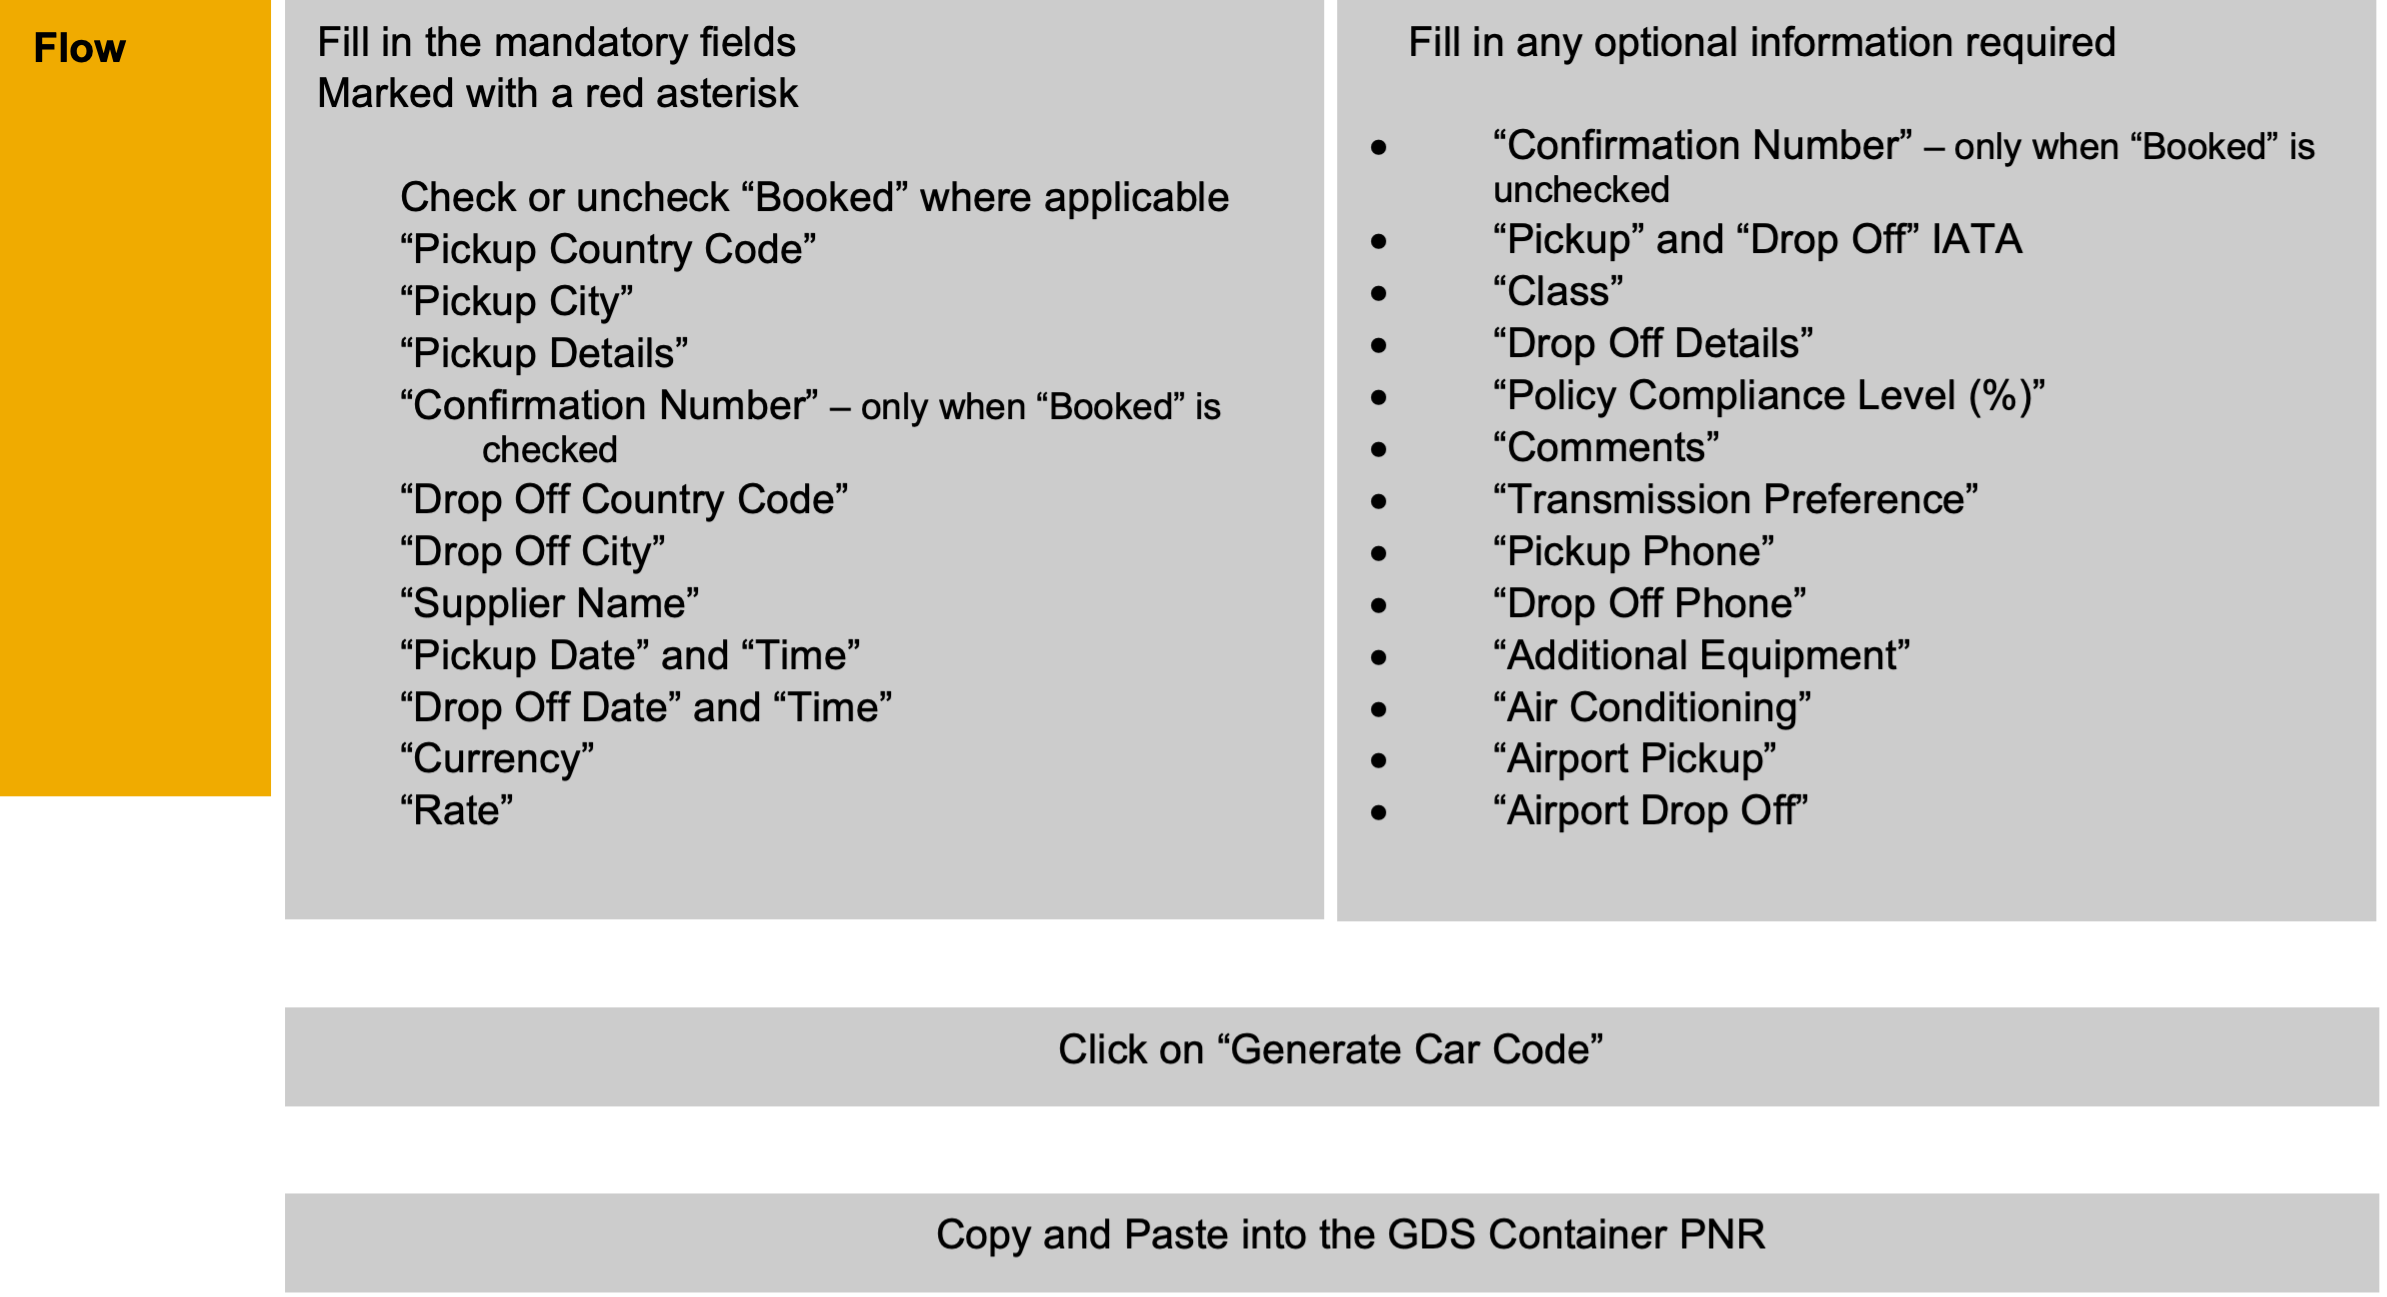 Flow
Fill in the mandatory fields
Marked with a red asterisk
Check or uncheck “Booked” where applicable
“Pickup Country Code”
“Pickup City”
“Pickup Details”
“Confirmation Number” – only when “Booked” is
checked
“Drop Off Country Code”
“Drop Off City”
“Supplier Name”
“Pickup Date” and “Time”
“Drop Off Date” and “Time”
“Currency”
“Rate”
Fill in any optional information required
● “Confirmation Number” – only when “Booked” is
unchecked
● “Pickup” and “Drop Off” IATA
● “Class”
● “Drop Off Details”
● “Policy Compliance Level (%)”
● “Comments”
● “Transmission Preference”
● “Pickup Phone”
● “Drop Off Phone”
● “Additional Equipment”
● “Air Conditioning”
● “Airport Pickup”
● “Airport Drop Off”
Click on “Generate Car Code”
Copy and Paste into the GDS Container PNR